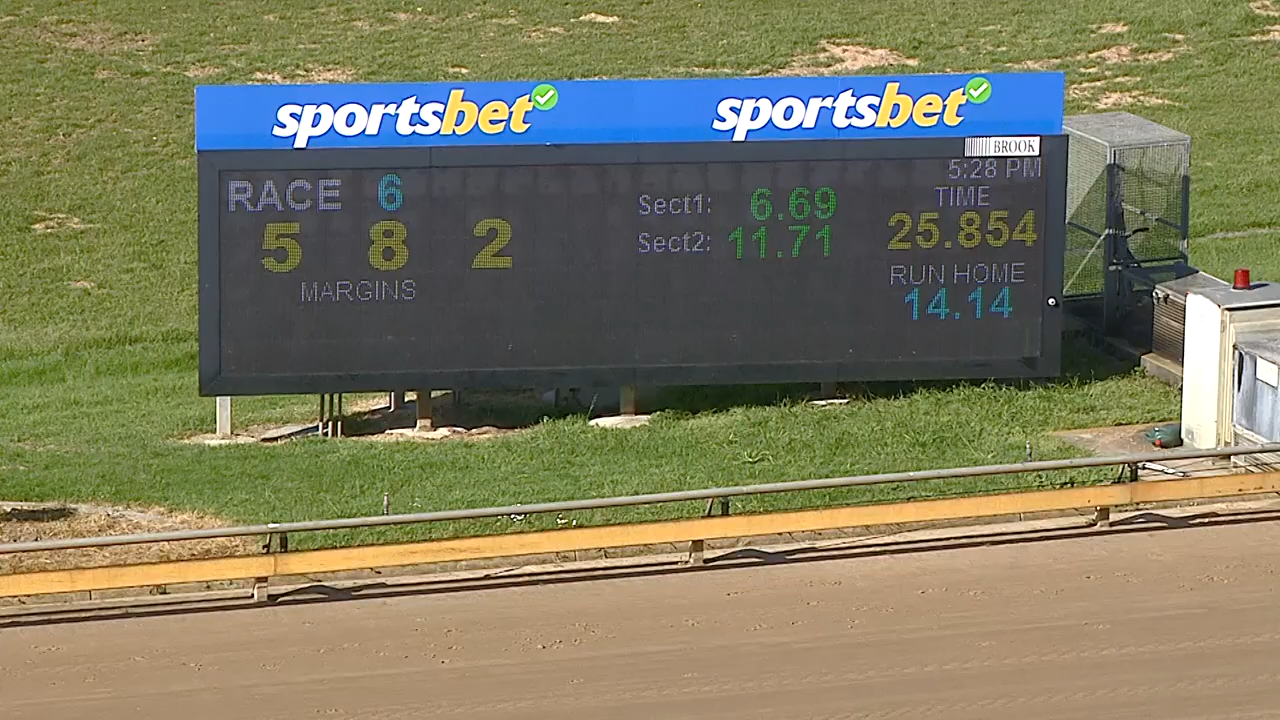 sportsbet sportsbet
BROOK
5:28 PM
RACE 6
5 8 2
MARGINS
Sect1: 6.69
Sect2: 11.71
TIME
25.854
RUN HOME
14.14